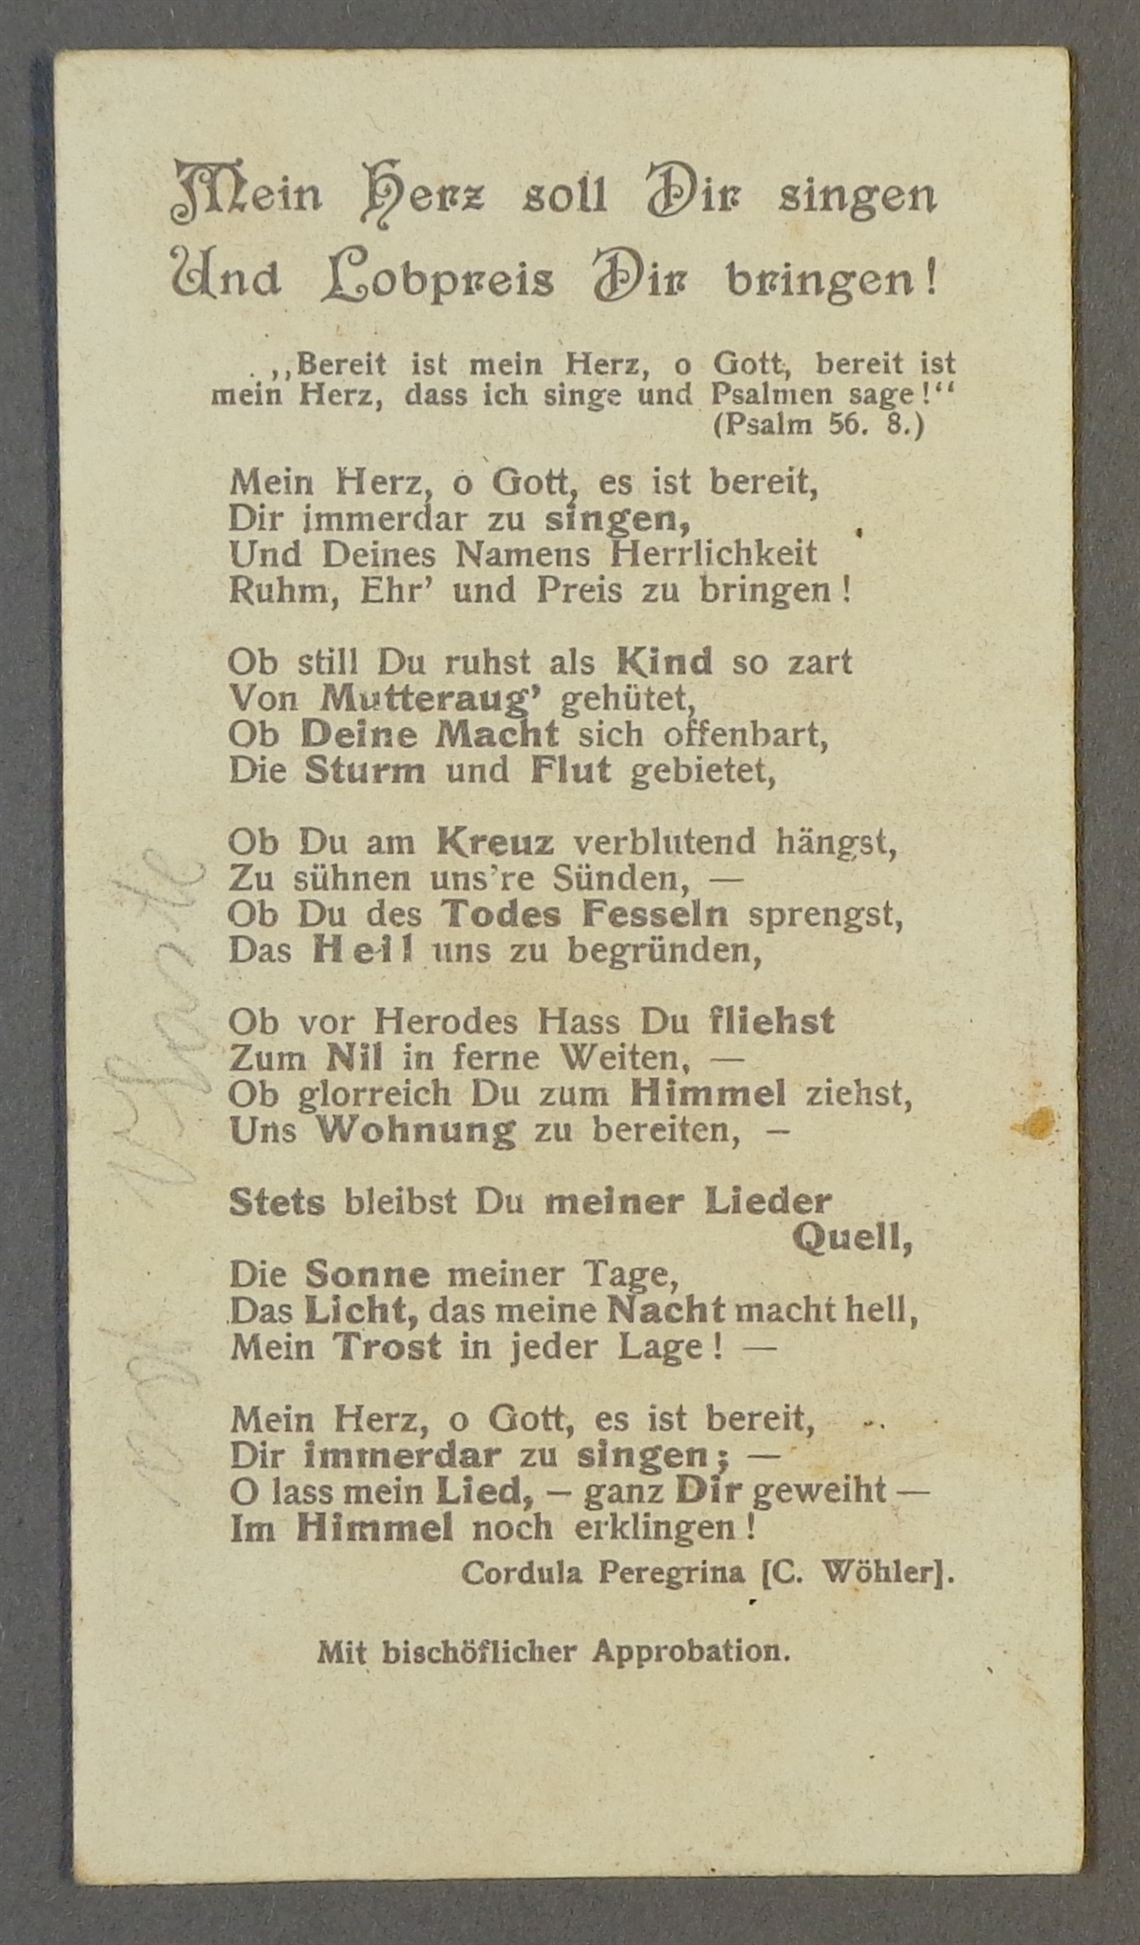 Mein Herz soll Dir singen
Und Lobpreis Dir bringen!
„Bereit ist mein Herz, o Gott, bereit ist
mein Herz, dass ich singe und Psalmen sage!“
(Psalm 56. 8.)
Mein Herz, o Gott, es ist bereit,
Dir immerdar zu singen,
Und Deines Namens Herrlichkeit
Ruhm, Ehr’ und Preis zu bringen!
Ob still Du ruhst als Kind so zart
Von Mutteraug’ gehütet,
Ob Deine Macht sich offenbart,
Die Sturm und Flut gebietet,
Ob Du am Kreuz verblutend hängst,
Zu sühnen uns’re Sünden, —
Ob Du des Todes Fesseln sprengst,
Das Heil uns zu begründen,
Ob vor Herodes Hass Du fliehst
Zum Nil in ferne Weiten, —
Ob glorreich Du zum Himmel ziehst,
Uns Wohnung zu bereiten, —
Stets bleibst Du meiner Lieder
Quell,
Die Sonne meiner Tage,
Das Licht, das meine Nacht macht hell,
Mein Trost in jeder Lage! —
Mein Herz, o Gott, es ist bereit,
Dir immerdar zu singen; —
O lass mein Lied, — ganz Dir geweiht —
Im Himmel noch erklingen!
Cordula Peregrina [C. Wöhler].
Mit bischöflicher Approbation.